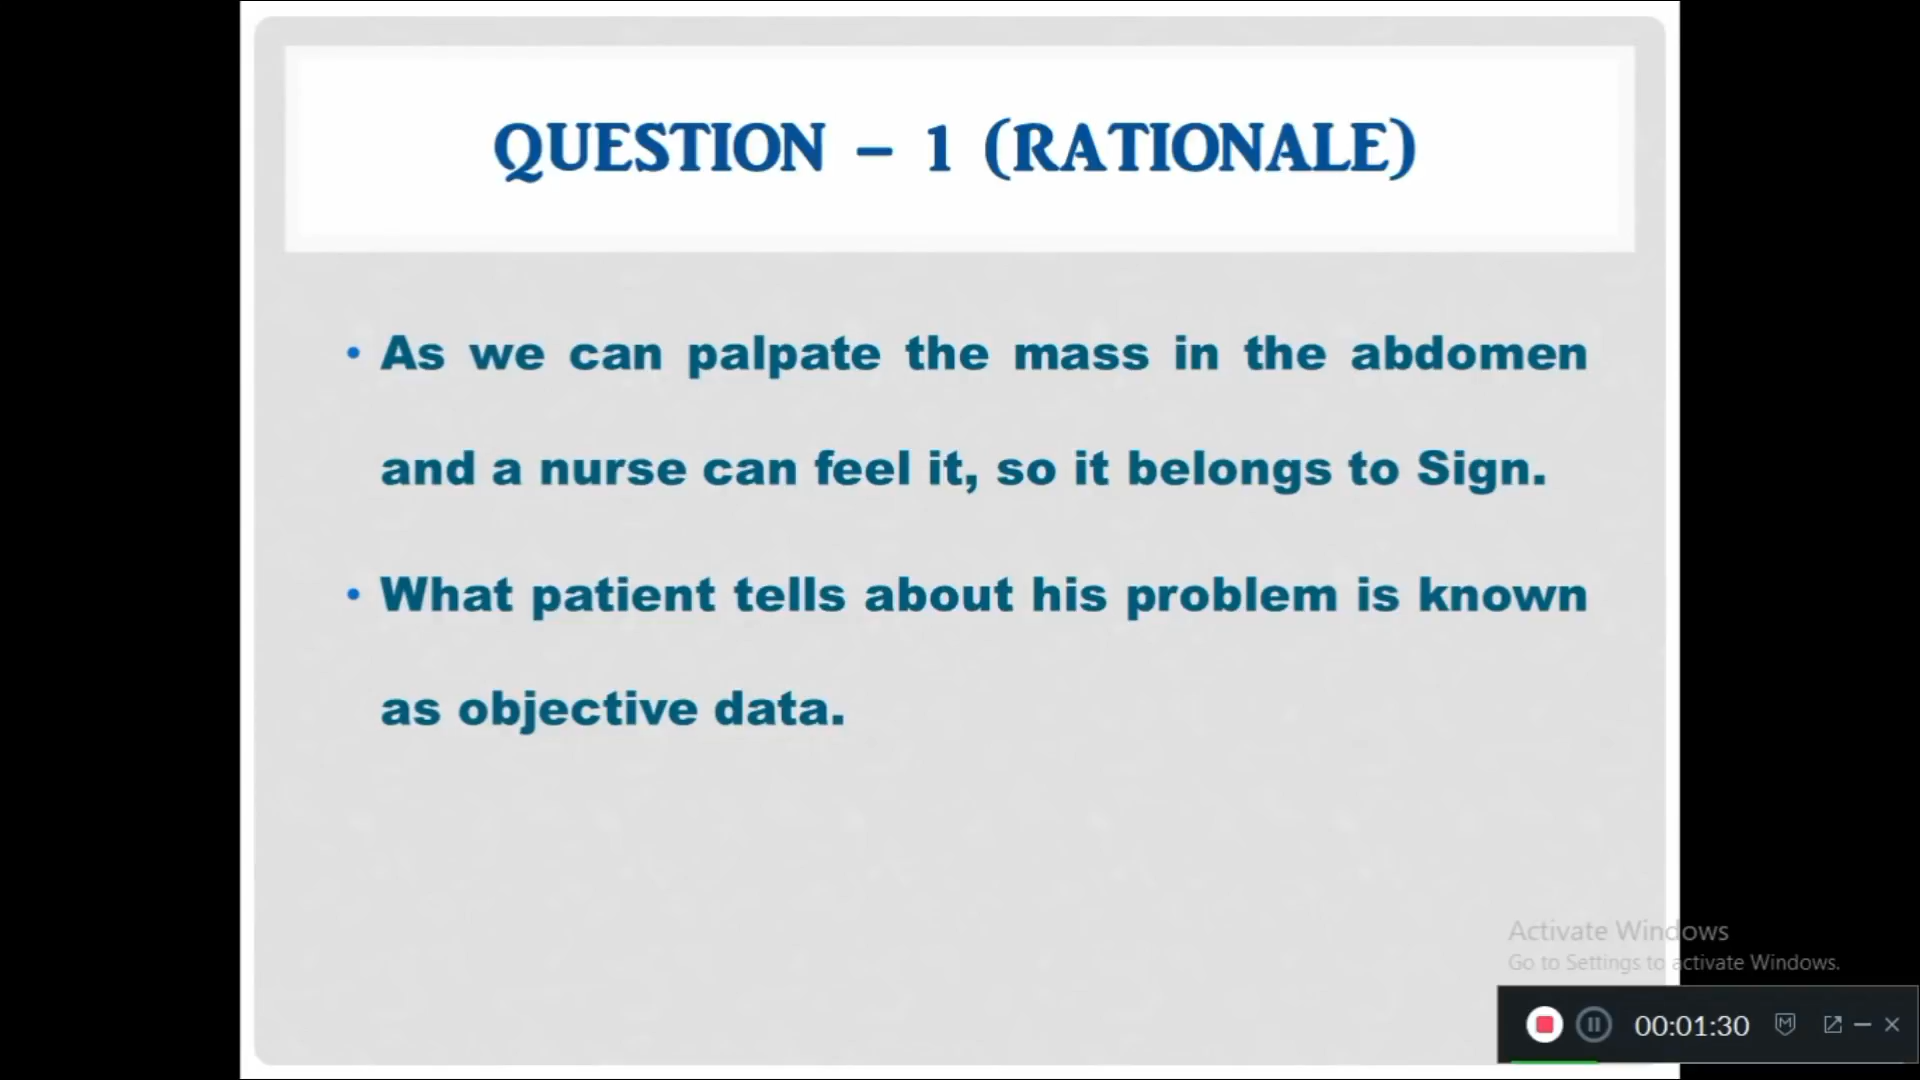 QUESTION – 1 (RATIONALE)
• As we can palpate the mass in the abdomen
and a nurse can feel it, so it belongs to Sign.
• What patient tells about his problem is known
as objective data.
Activate Windows
Go to Settings to activate Windows.
00:01:30